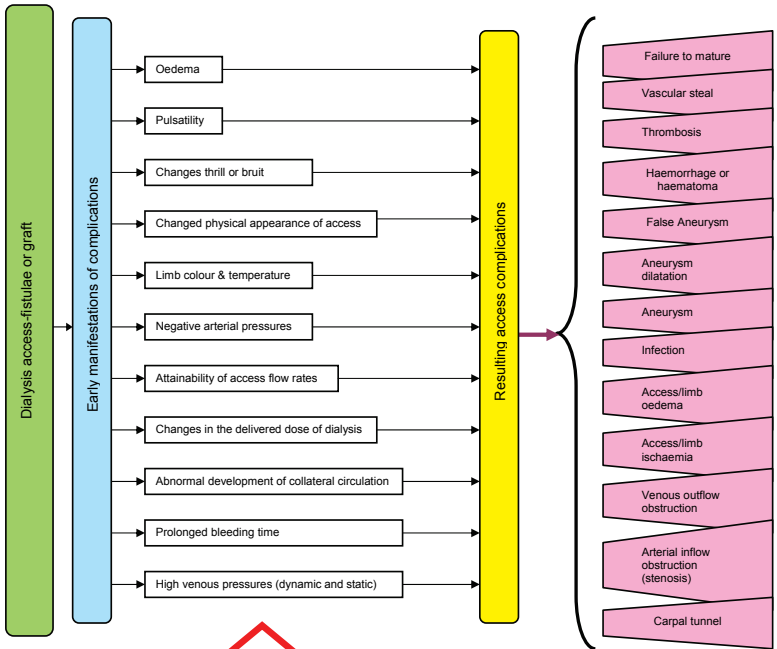 Dialysis access-fistulae or graft
Early manifestations of complications
Oedema
Pulsatility
Changes thrill or bruit
Changed physical appearance of access
Limb colour & temperature
Negative arterial pressures
Attainability of access flow rates
Changes in the delivered dose of dialysis
Abnormal development of collateral circulation
Prolonged bleeding time
High venous pressures (dynamic and static)
Resulting access complications
Failure to mature
Vascular steal
Thrombosis
Haemorrhage or
haematoma
False Aneurysm
Aneurysm
dilatation
Aneurysm
Infection
Access/limb
oedema
Access/limb
ischaemia
Venous outflow
obstruction
Arterial inflow
obstruction
(stenosis)
Carpal tunnel